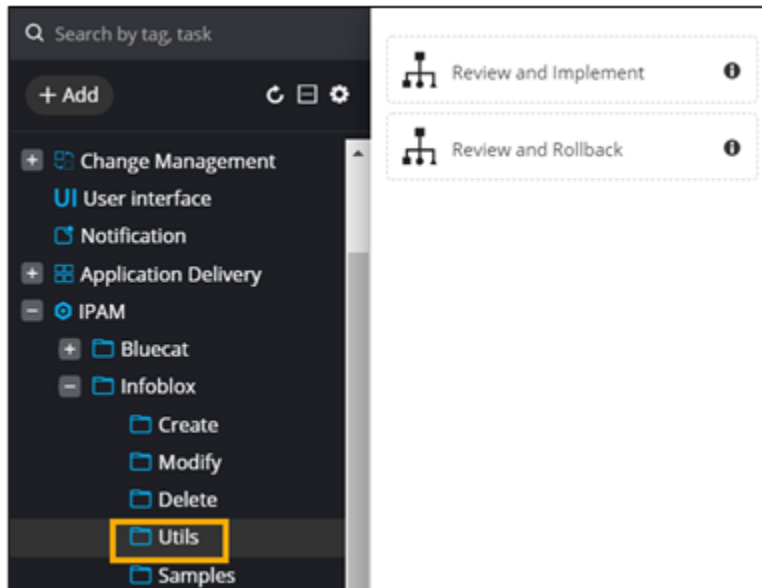 Search by tag, task
+ Add
Change Management
UI User interface
Notification
Application Delivery
IPAM
Bluecat
Infoblox
Create
Modify
Delete
Utils
Samples
Review and Implement
Review and Rollback